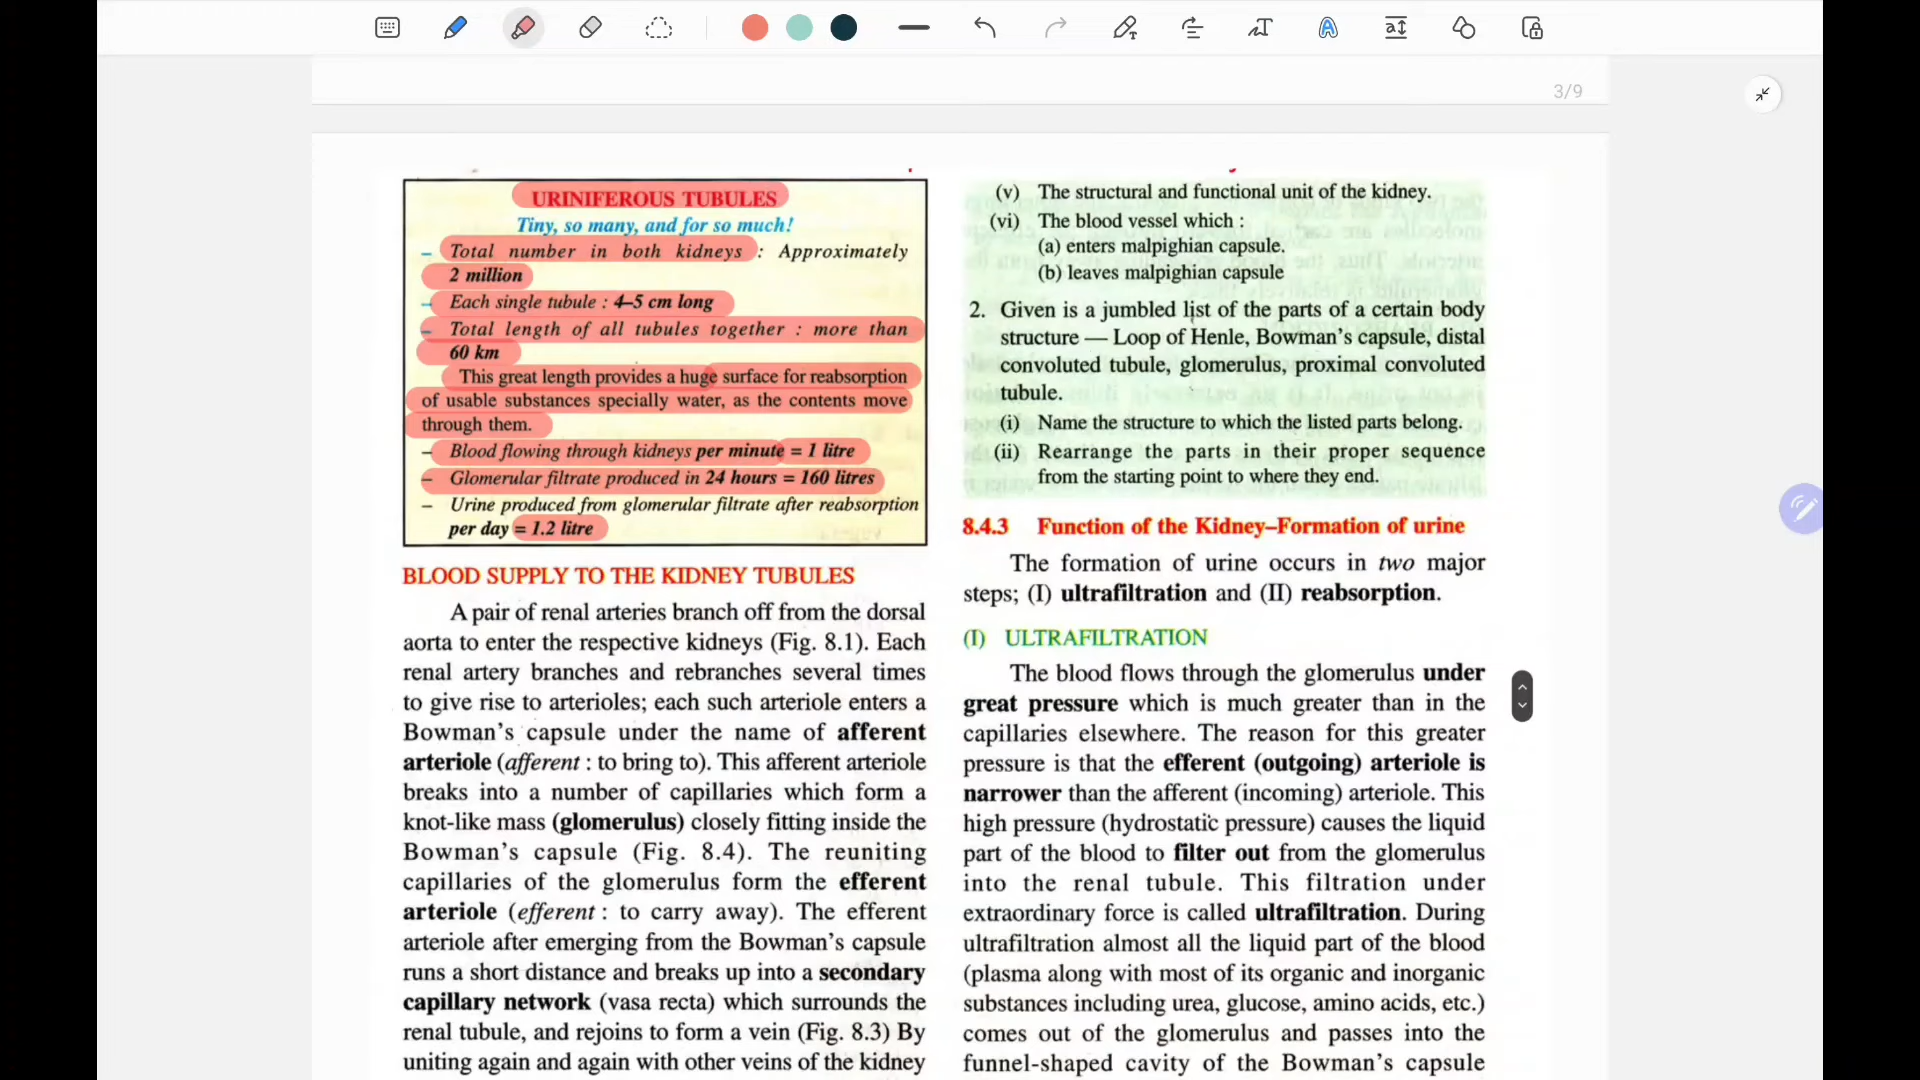 3/9
URINIFEROUS TUBULES
Tiny, so many, and for so much!
– Total number in both kidneys : Approximately
2 million
– Each single tubule : 4–5 cm long
– Total length of all tubules together : more than
60 km
This great length provides a huge surface for reabsorption
of usable substances specially water, as the contents move
through them.
– Blood flowing through kidneys per minute = 1 litre
– Glomerular filtrate produced in 24 hours = 160 litres
– Urine produced from glomerular filtrate after reabsorption
per day = 1.2 litre
BLOOD SUPPLY TO THE KIDNEY TUBULES
A pair of renal arteries branch off from the dorsal
aorta to enter the respective kidneys (Fig. 8.1). Each
renal artery branches and rebranches several times
to give rise to arterioles; each such arteriole enters a
Bowman's capsule under the name of afferent
arteriole (afferent : to bring to). This afferent arteriole
breaks into a number of capillaries which form a
knot-like mass (glomerulus) closely fitting inside the
Bowman's capsule (Fig. 8.4). The reuniting
capillaries of the glomerulus form the efferent
arteriole (efferent : to carry away). The efferent
arteriole after emerging from the Bowman's capsule
runs a short distance and breaks up into a secondary
capillary network (vasa recta) which surrounds the
renal tubule, and rejoins to form a vein (Fig. 8.3) By
uniting again and again with other veins of the kidney
(v) The structural and functional unit of the kidney.
(vi) The blood vessel which :
(a) enters malpighian capsule.
(b) leaves malpighian capsule
2. Given is a jumbled list of the parts of a certain body
structure — Loop of Henle, Bowman's capsule, distal
convoluted tubule, glomerulus, proximal convoluted
tubule.
(i) Name the structure to which the listed parts belong.
(ii) Rearrange the parts in their proper sequence
from the starting point to where they end.
8.4.3 Function of the Kidney–Formation of urine
The formation of urine occurs in two major
steps; (I) ultrafiltration and (II) reabsorption.
(I) ULTRAFILTRATION
The blood flows through the glomerulus under
great pressure which is much greater than in the
capillaries elsewhere. The reason for this greater
pressure is that the efferent (outgoing) arteriole is
narrower than the afferent (incoming) arteriole. This
high pressure (hydrostatic pressure) causes the liquid
part of the blood to filter out from the glomerulus
into the renal tubule. This filtration under
extraordinary force is called ultrafiltration. During
ultrafiltration almost all the liquid part of the blood
(plasma along with most of its organic and inorganic
substances including urea, glucose, amino acids, etc.)
comes out of the glomerulus and passes into the
funnel-shaped cavity of the Bowman's capsule